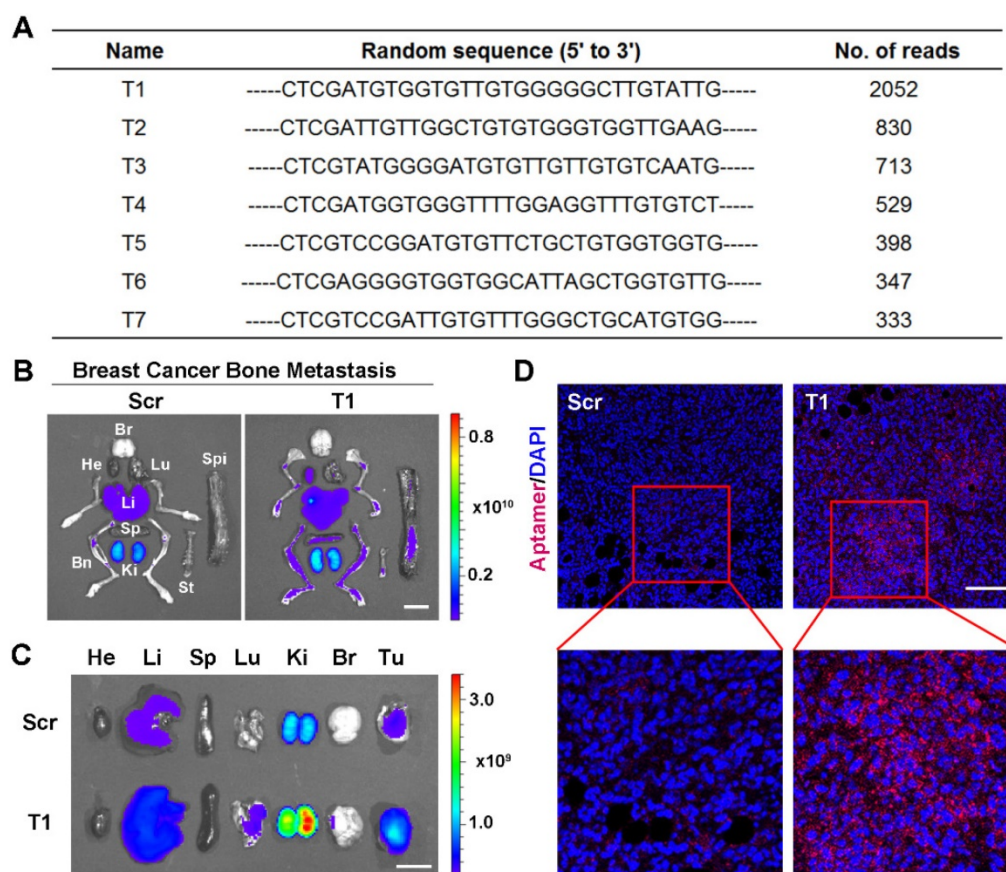 A
Name Random sequence (5' to 3') No. of reads
T1 -----CTCGATGTGGTGTTGTGGGGGCTTGTATTG----- 2052
T2 -----CTCGATTGTTGGCTGTGTGGGTGGTTGAAG----- 830
T3 -----CTCGTATGGGGATGTGTTGTTGTGTCAATG----- 713
T4 -----CTCGATGGTGGGTTTTGGAGGTTTGTGTCT----- 529
T5 -----CTCGTCCGGATGTGTTCTGCTGTGGTGGTG----- 398
T6 -----CTCGAGGGGTGGTGGCATTAGCTGGTGTTG----- 347
T7 -----CTCGTCCGATTGTGTTTGGGCTGCATGTGG----- 333
B
Breast Cancer Bone Metastasis
Scr T1
Br
He Lu Spi
Li
Sp
Bn Ki St
0.8
x10¹⁰
0.2
C
He Li Sp Lu Ki Br Tu
Scr
T1
3.0
x10⁹
1.0
D
Aptamer/DAPI
Scr T1